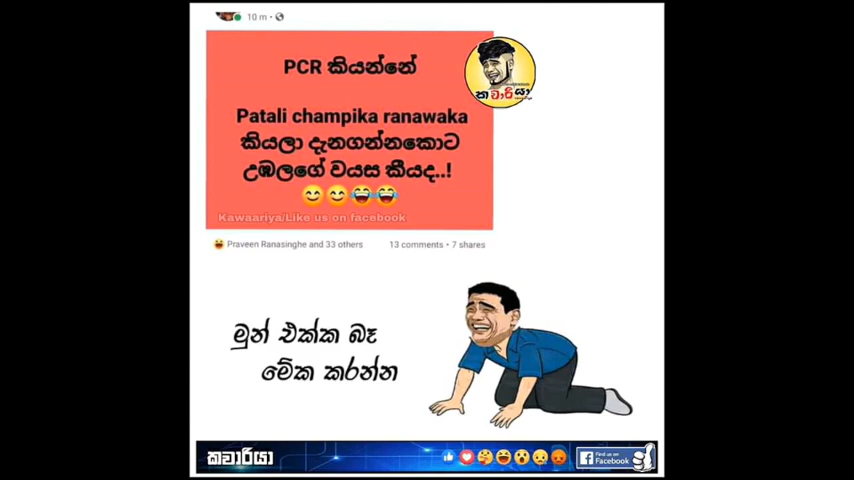 10 m ·
PCR කියන්නේ
කවාරියා
Patali champika ranawaka
කියලා දැනගන්නකොට
උඹලගේ වයස කීයද..!
😊😊😂😂
Kawaariya/Like us on facebook
Praveen Ranasinghe and 33 others
13 comments • 7 shares
මුන් එක්ක බෑ
මේක කරන්න
කවාරියා
Find us on
Facebook